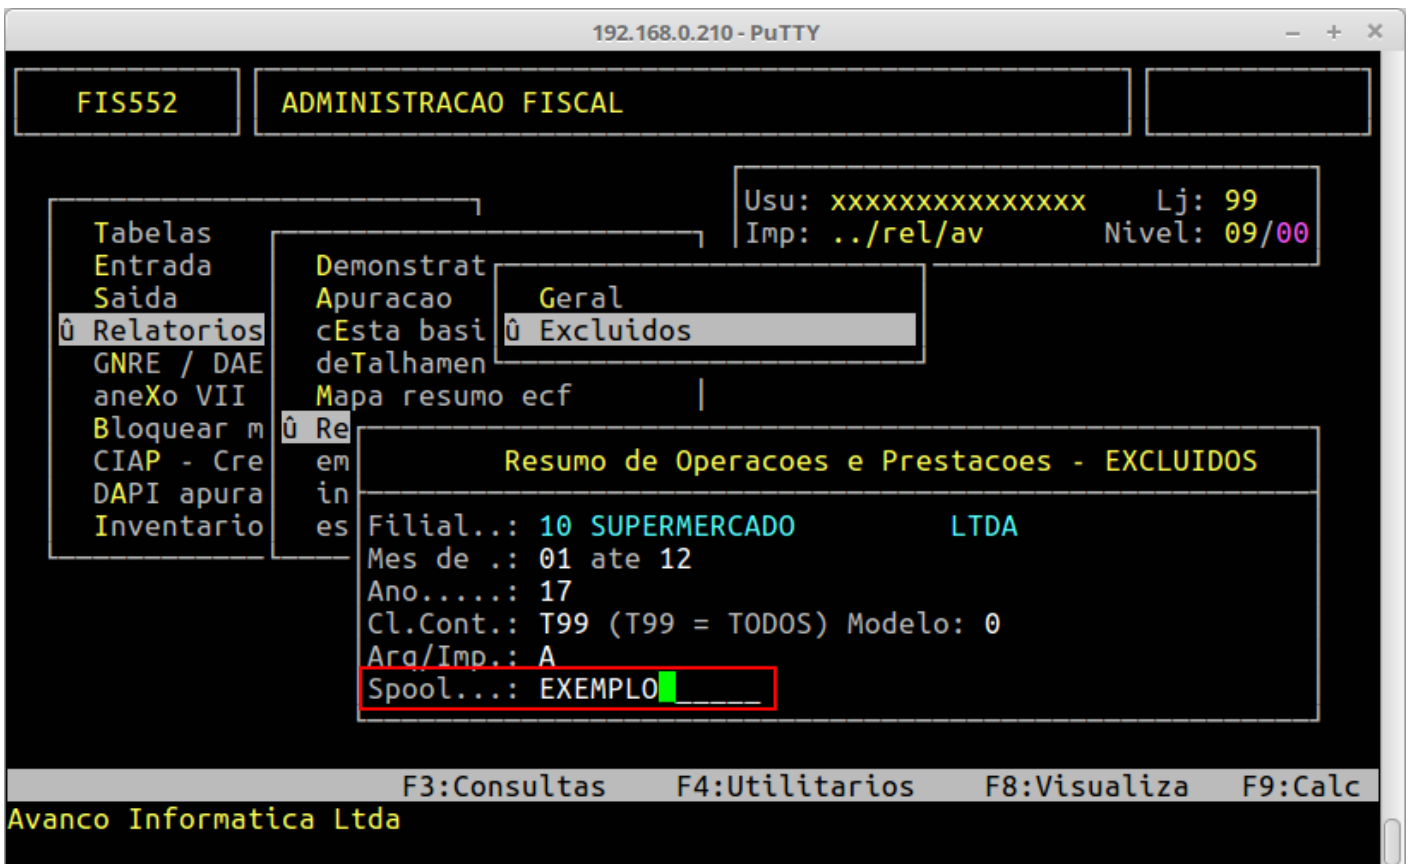 192.168.0.210 - PuTTY
FIS552 ADMINISTRACAO FISCAL
Usu: xxxxxxxxxxxxxxx Lj: 99
Imp: ../rel/av Nivel: 09/00
Tabelas
Entrada
Saida
û Relatorios
GNRE / DAE
aneXo VII
Bloquear m
CIAP - Cre
DAPI apura
Inventario
Demonstrat
Apuracao
cEsta basi
deTalhamen
Mapa resumo ecf
û Re
em
in
es
Geral
û Excluidos
Resumo de Operacoes e Prestacoes - EXCLUIDOS
Filial..: 10 SUPERMERCADO LTDA
Mes de .: 01 ate 12
Ano.....: 17
Cl.Cont.: T99 (T99 = TODOS) Modelo: 0
Arq/Imp.: A
Spool...: EXEMPLO_____
F3:Consultas F4:Utilitarios F8:Visualiza F9:Calc
Avanco Informatica Ltda